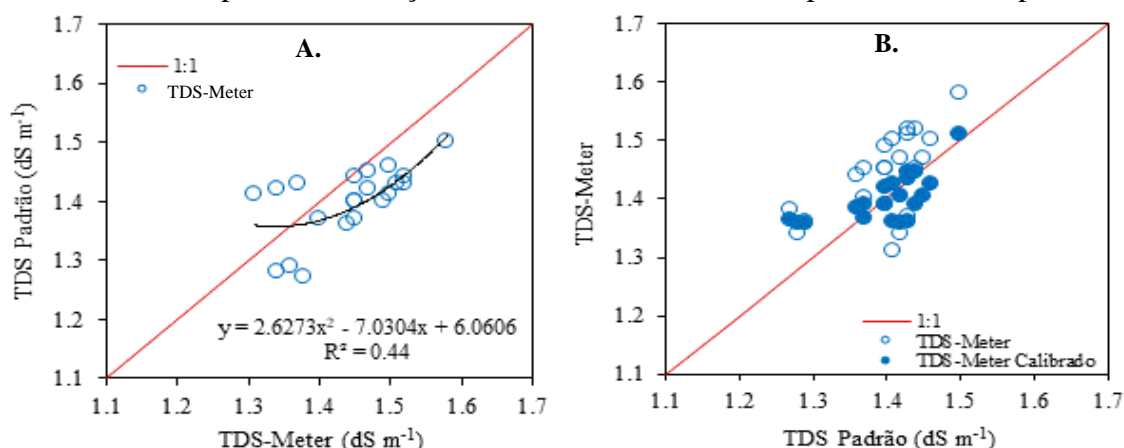 A.
1:1
TDS-Meter
1.7
1.6
1.5
1.4
1.3
1.2
1.1
TDS Padrão (dS m⁻¹)
y = 2.6273x² - 7.0304x + 6.0606
R² = 0.44
1.1 1.2 1.3 1.4 1.5 1.6 1.7
TDS-Meter (dS m⁻¹)
B.
1.7
1.6
1.5
1.4
1.3
1.2
1.1
TDS-Meter
1:1
TDS-Meter
TDS-Meter Calibrado
1.1 1.2 1.3 1.4 1.5 1.6 1.7
TDS Padrão (dS m⁻¹)